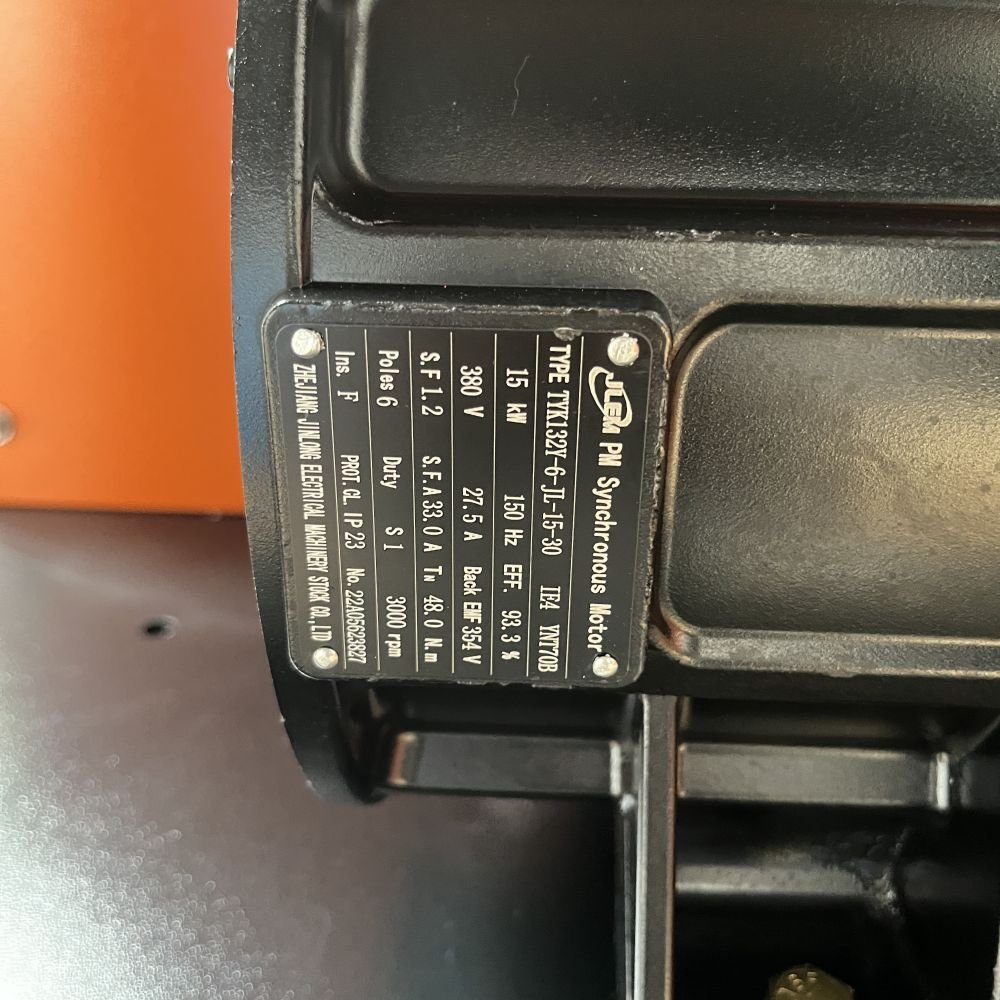 JLEM PM Synchronous Motor
TYPE TYK132Y-6-JL-15-30 IE4 YNT70B
15 kW 150 Hz EFF. 93.3 %
380 V 27.5 A Back EMF 354 V
S.F 1.2 S.F.A 33.0 A TN 48.0 N.m
Poles 6 Duty S1 3000 rpm
Ins. F PROT.CL. IP 23 No. 22A05623827
ZHEJIANG JINLONG ELECTRICAL MACHINERY STOCK CO.,LTD